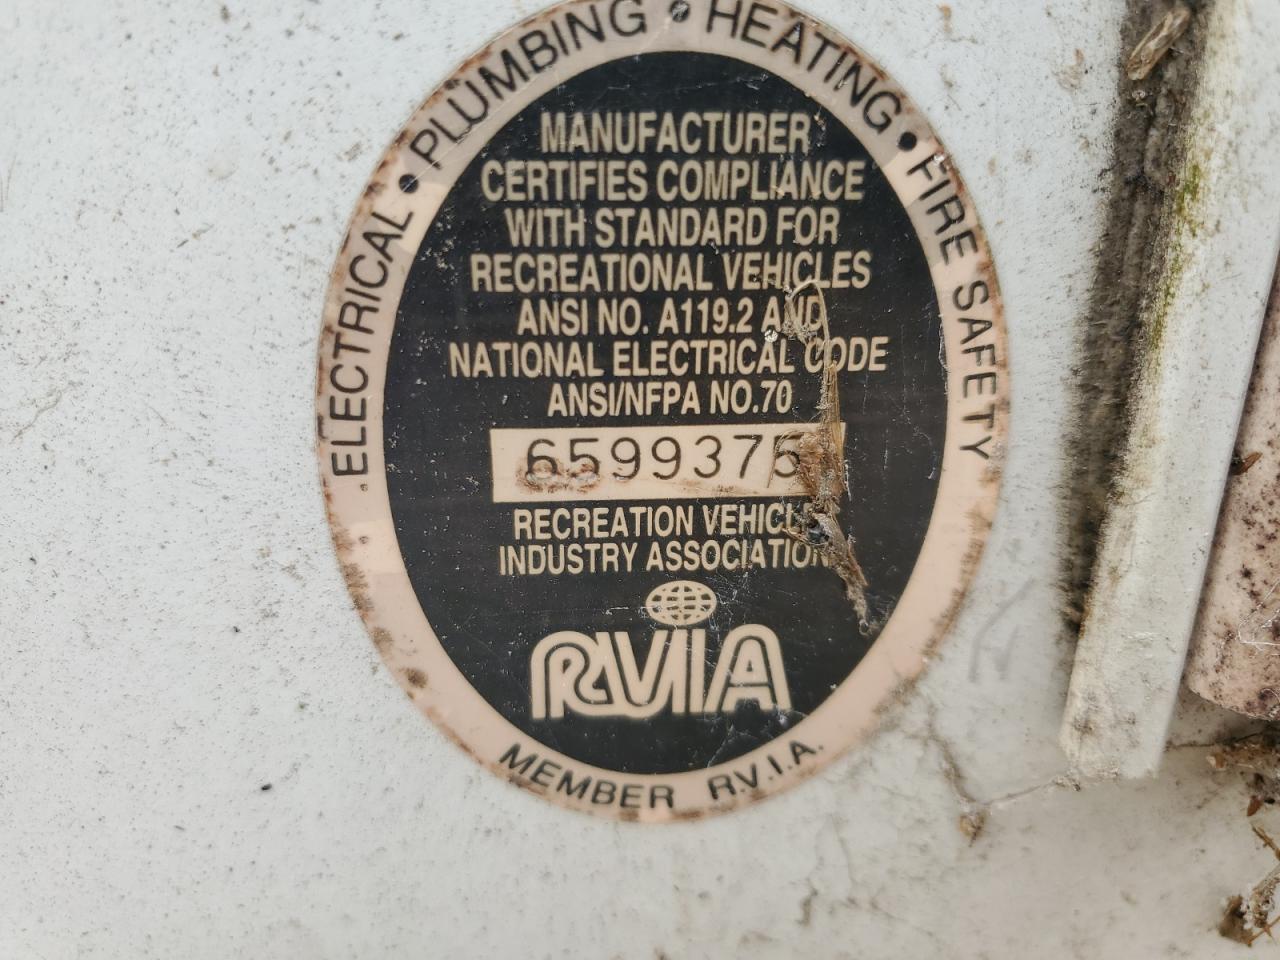 ELECTRICAL • PLUMBING • HEATING • FIRE SAFETY
MANUFACTURER
CERTIFIES COMPLIANCE
WITH STANDARD FOR
RECREATIONAL VEHICLES
ANSI NO. A119.2 AND
NATIONAL ELECTRICAL CODE
ANSI/NFPA NO.70
6599375
RECREATION VEHICLE
INDUSTRY ASSOCIATION
RVIA
MEMBER R.V.I.A.